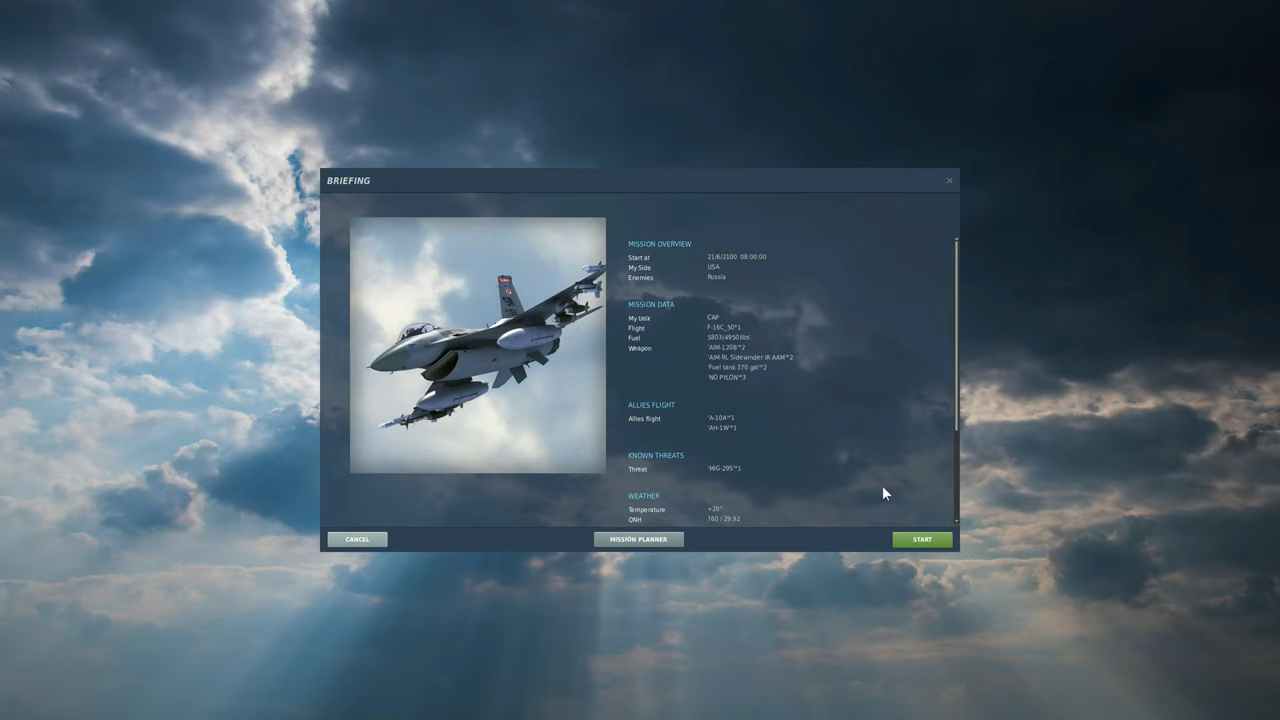 BRIEFING
MISSION OVERVIEW
Start at 21/6/2100 08:00:00
My Side USA
Enemies Russia
MISSION DATA
My task CAP
Flight F-16C_50*1
Fuel 5803(4950)lbs
Weapon 'AIM-120B'*2
'AIM-9L Sidewinder IR AAM'*2
'Fuel tank 370 gal'*2
'NO PYLON'*3
ALLIES FLIGHT
Allies flight 'A-10A'*1
'AH-1W'*1
KNOWN THREATS
Threat 'MiG-29S'*1
WEATHER
Temperature +20°
QNH 760 / 29.92
CANCEL
MISSION PLANNER
START